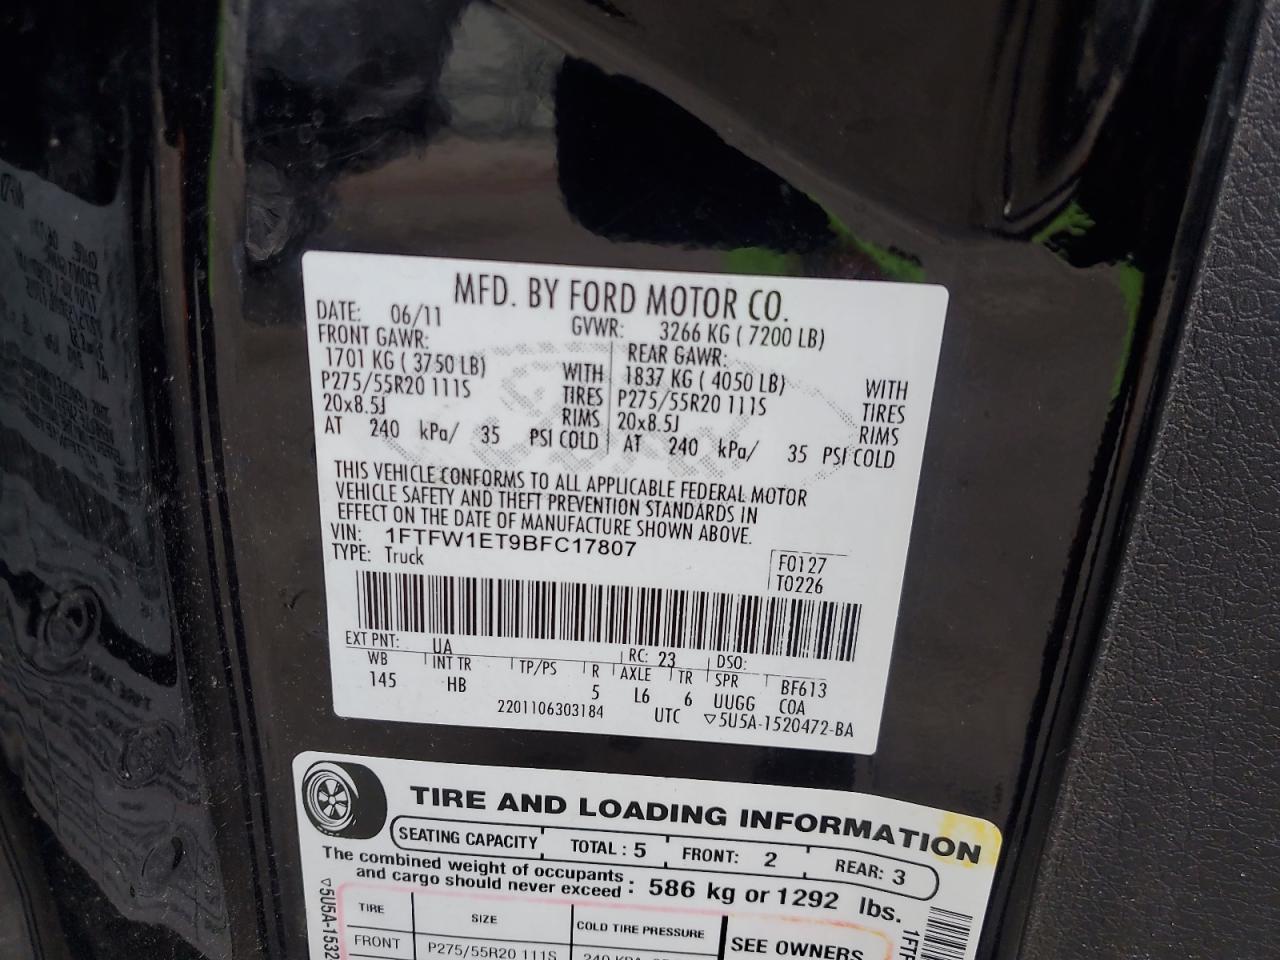 MFD. BY FORD MOTOR CO.
DATE: 06/11 GVWR: 3266 KG ( 7200 LB)
FRONT GAWR: REAR GAWR:
1701 KG ( 3750 LB) WITH 1837 KG ( 4050 LB) WITH
P275/55R20 111S TIRES P275/55R20 111S TIRES
20x8.5J RIMS 20x8.5J RIMS
AT 240 kPa/ 35 PSI COLD AT 240 kPa/ 35 PSI COLD
THIS VEHICLE CONFORMS TO ALL APPLICABLE FEDERAL MOTOR
VEHICLE SAFETY AND THEFT PREVENTION STANDARDS IN
EFFECT ON THE DATE OF MANUFACTURE SHOWN ABOVE.
VIN: 1FTFW1ET9BFC17807
TYPE: Truck F0127
T0226
EXT PNT: UA RC: 23 DSO:
WB INT TR TP/PS R AXLE TR SPR BF613
145 HB 5 L6 6 UUGG COA
2201106303184 UTC ▽5U5A-1520472-BA
TIRE AND LOADING INFORMATION
SEATING CAPACITY TOTAL : 5 FRONT: 2 REAR: 3
The combined weight of occupants
and cargo should never exceed : 586 kg or 1292 lbs.
TIRE SIZE COLD TIRE PRESSURE SEE OWNERS
FRONT P275/55R20 111S
▽5U5A-1532